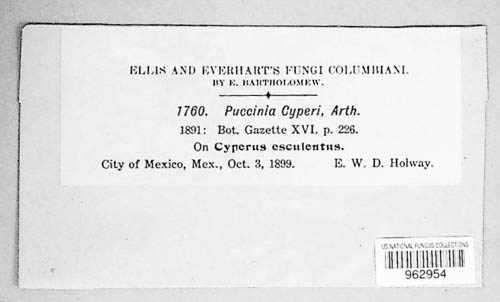 ELLIS AND EVERHART'S FUNGI COLUMBIANI.
BY E. BARTHOLOMEW.
1760. Puccinia Cyperi, Arth.
1891: Bot. Gazette XVI. p. 226.
On Cyperus esculentus.
City of Mexico, Mex., Oct. 3, 1899. E. W. D. Holway.
US NATIONAL FUNGUS COLLECTIONS
962954